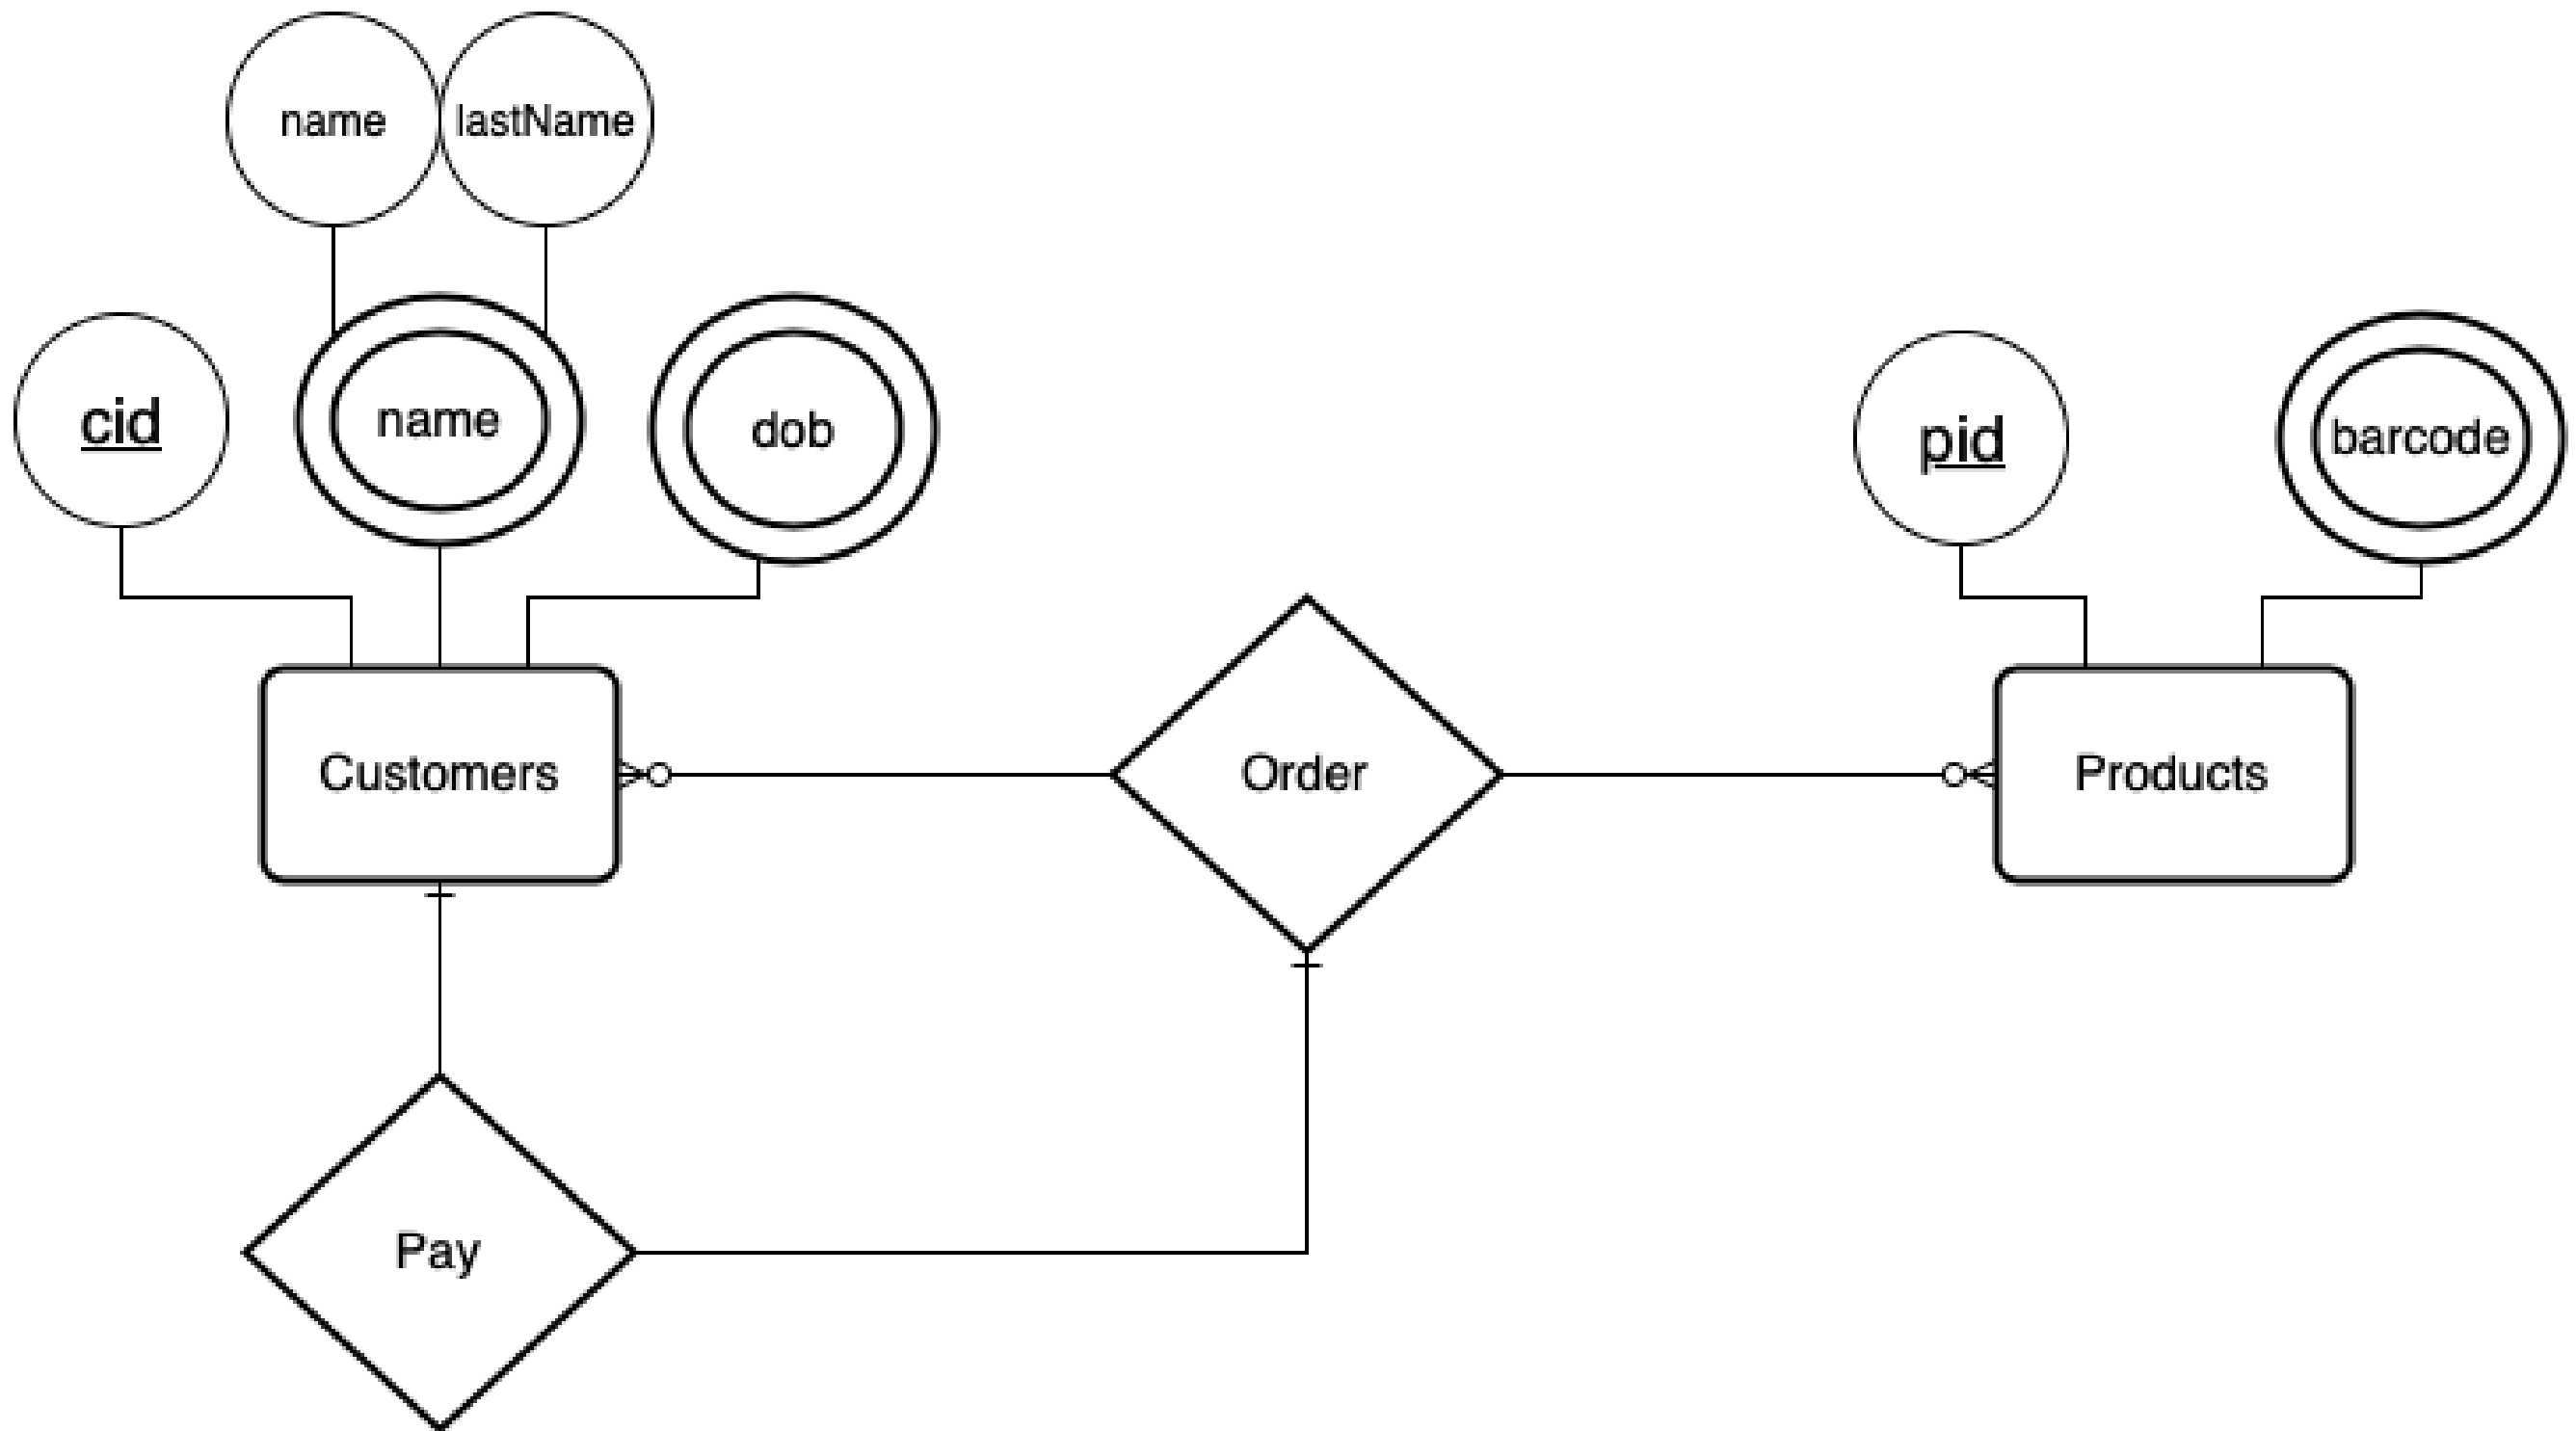 name
lastName
cid
name
dob
pid
barcode
Customers
Order
Products
Pay